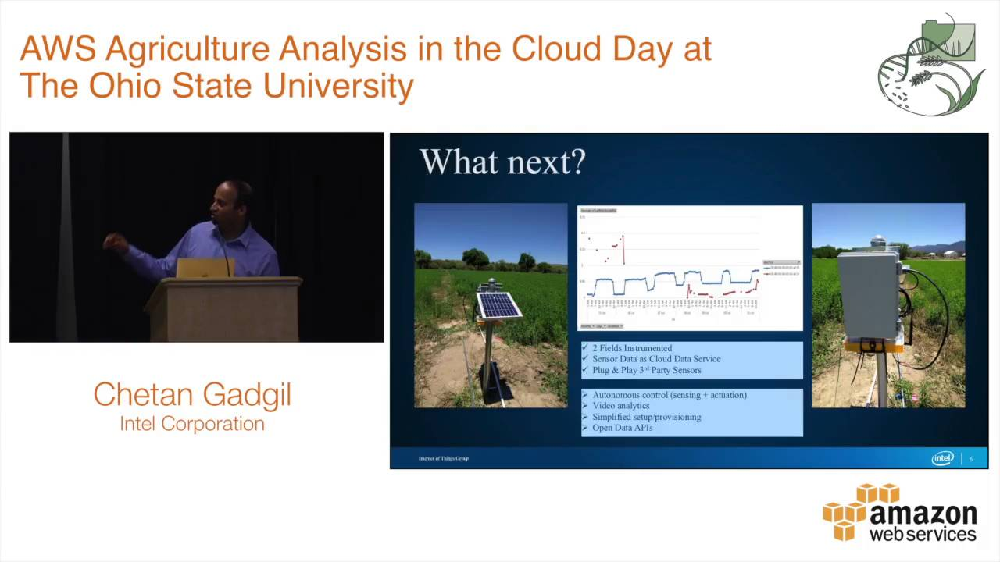 AWS Agriculture Analysis in the Cloud Day at
The Ohio State University
What next?
✓ 2 Fields Instrumented
✓ Sensor Data as Cloud Data Service
✓ Plug & Play 3rd Party Sensors
➢ Autonomous control (sensing + actuation)
➢ Video analytics
➢ Simplified setup/provisioning
➢ Open Data APIs
Internet of Things Group
intel
6
Chetan Gadgil
Intel Corporation
amazon
web services